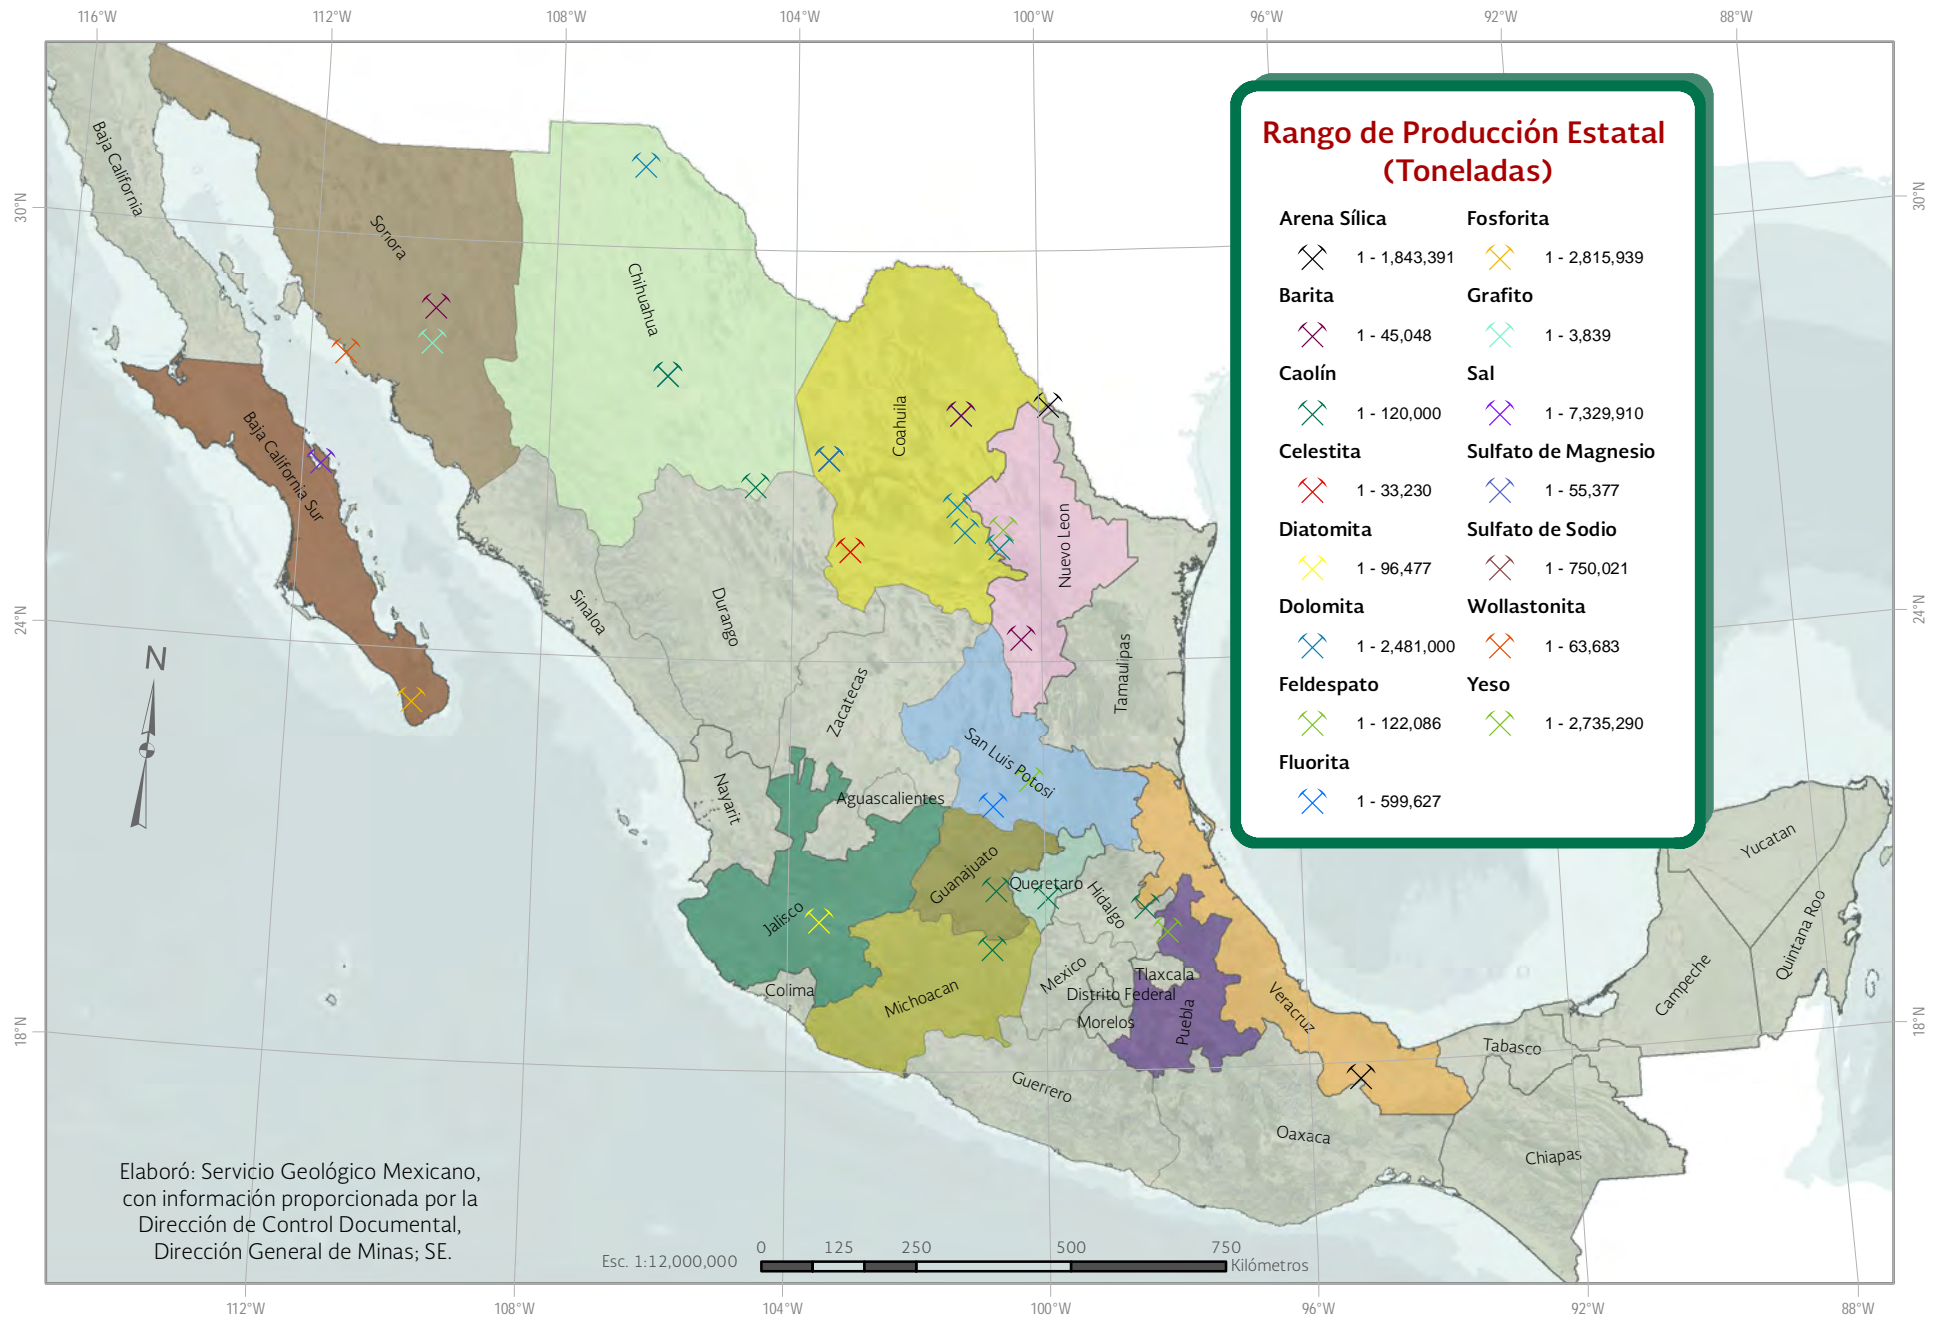 116°W 112°W 108°W 104°W 100°W 96°W 92°W 88°W
30°N
24°N
18°N
30°N
24°N
18°N
Rango de Producción Estatal
(Toneladas)
Arena Sílica Fosforita
1 - 1,843,391 1 - 2,815,939
Barita Grafito
1 - 45,048 1 - 3,839
Caolín Sal
1 - 120,000 1 - 7,329,910
Celestita Sulfato de Magnesio
1 - 33,230 1 - 55,377
Diatomita Sulfato de Sodio
1 - 96,477 1 - 750,021
Dolomita Wollastonita
1 - 2,481,000 1 - 63,683
Feldespato Yeso
1 - 122,086 1 - 2,735,290
Fluorita
1 - 599,627
Baja California
Sonora
Chihuahua
Coahuila
Baja California Sur
Nuevo Leon
Sinaloa
Durango
Zacatecas
Tamaulipas
San Luis Potosi
Nayarit
Aguascalientes
Guanajuato
Queretaro
Hidalgo
Jalisco
Colima
Michoacan
Mexico
Tlaxcala
Distrito Federal
Morelos
Puebla
Veracruz
Guerrero
Oaxaca
Tabasco
Chiapas
Campeche
Yucatan
Quintana Roo
N
Elaboró: Servicio Geológico Mexicano,
con información proporcionada por la
Dirección de Control Documental,
Dirección General de Minas; SE.
Esc. 1:12,000,000
0 125 250 500 750
Kilómetros
112°W 108°W 104°W 100°W 96°W 92°W 88°W